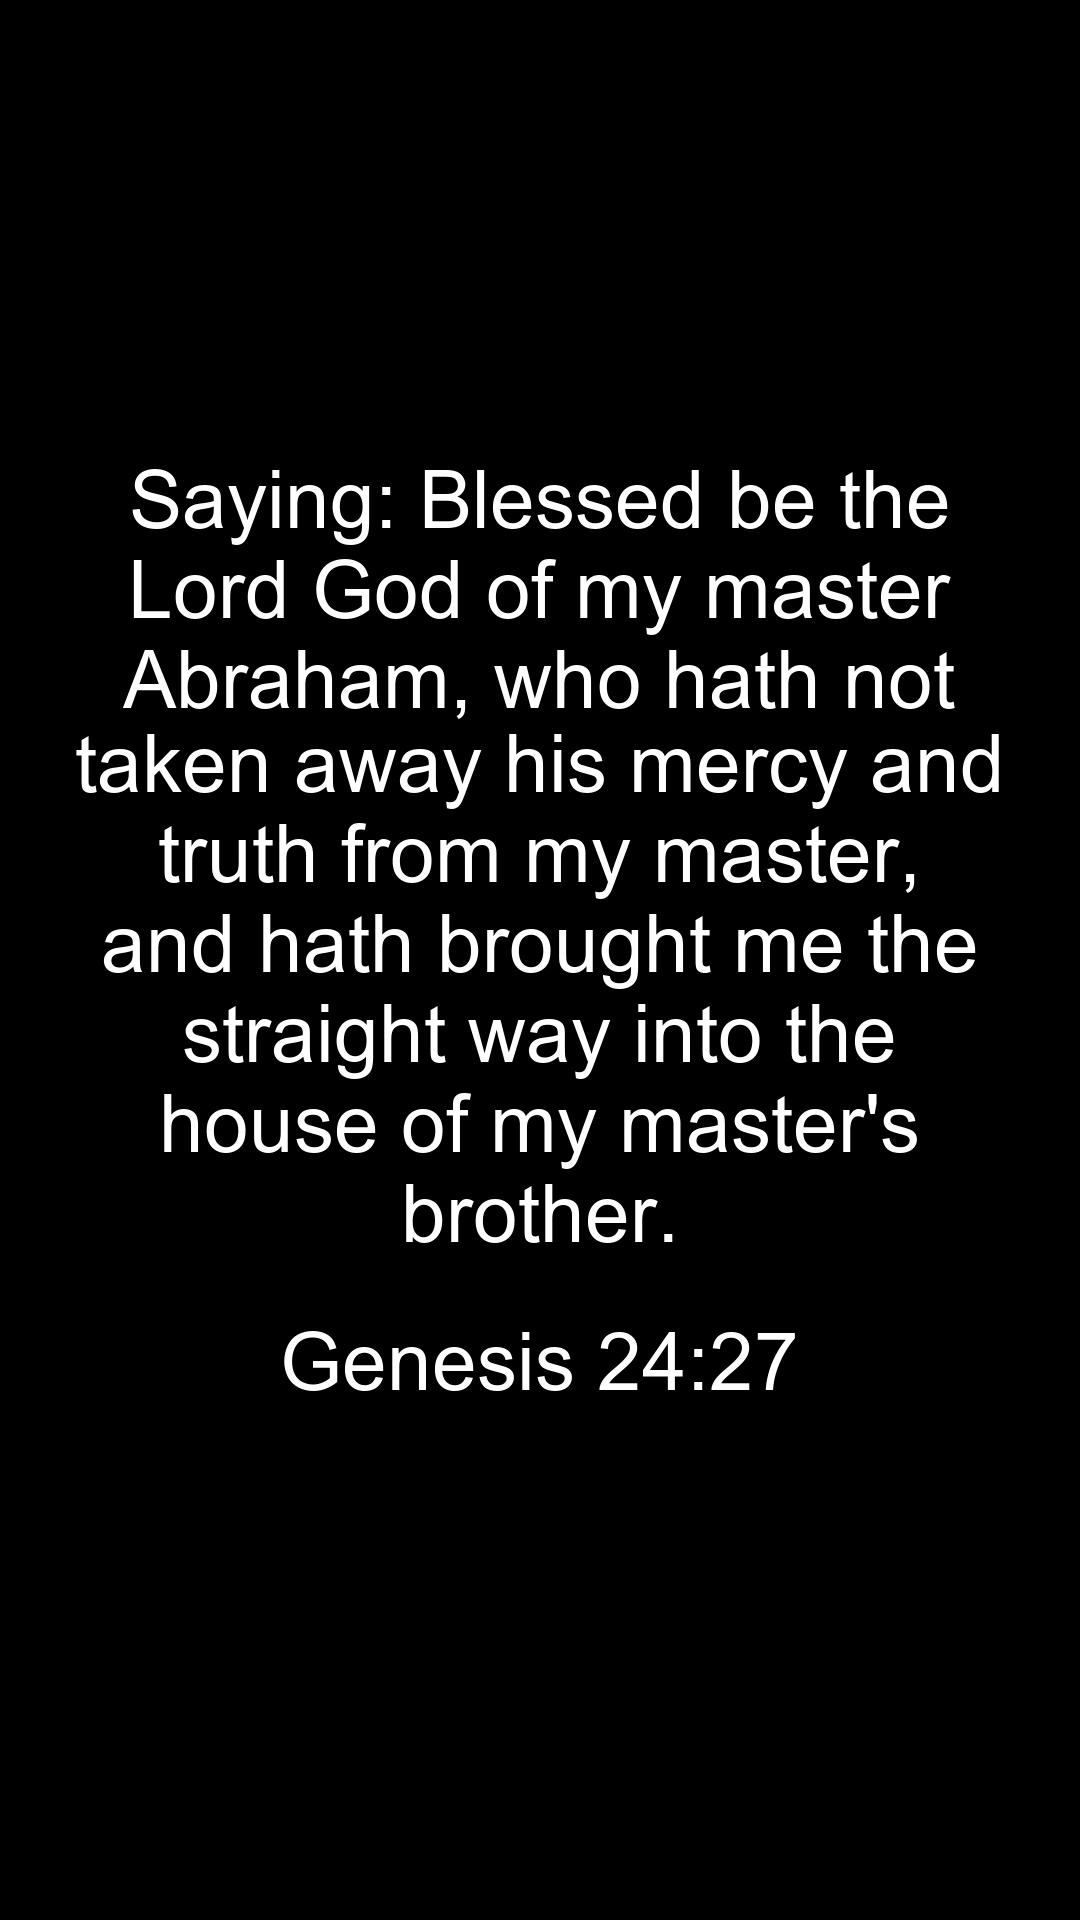 Saying: Blessed be the
Lord God of my master
Abraham, who hath not
taken away his mercy and
truth from my master,
and hath brought me the
straight way into the
house of my master's
brother.
Genesis 24:27